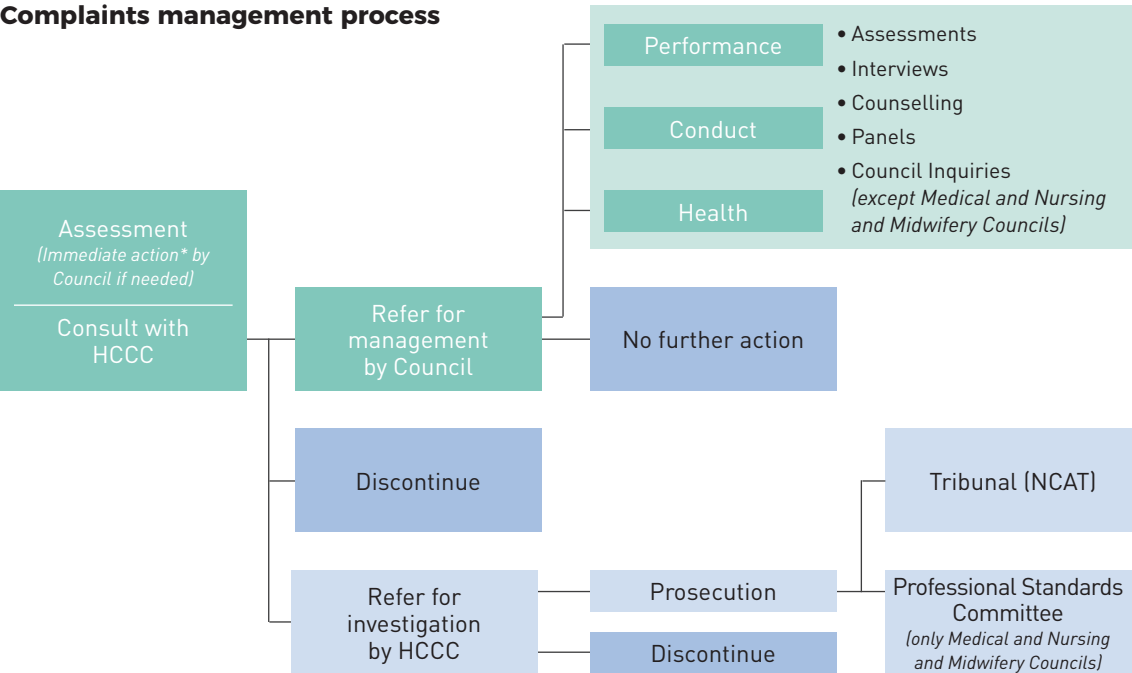 Complaints management process
Performance
Conduct
Health
• Assessments
• Interviews
• Counselling
• Panels
• Council Inquiries
(except Medical and Nursing
and Midwifery Councils)
Assessment
(Immediate action* by
Council if needed)
Consult with
HCCC
Refer for
management
by Council
No further action
Discontinue
Tribunal (NCAT)
Refer for
investigation
by HCCC
Prosecution
Discontinue
Professional Standards
Committee
(only Medical and Nursing
and Midwifery Councils)